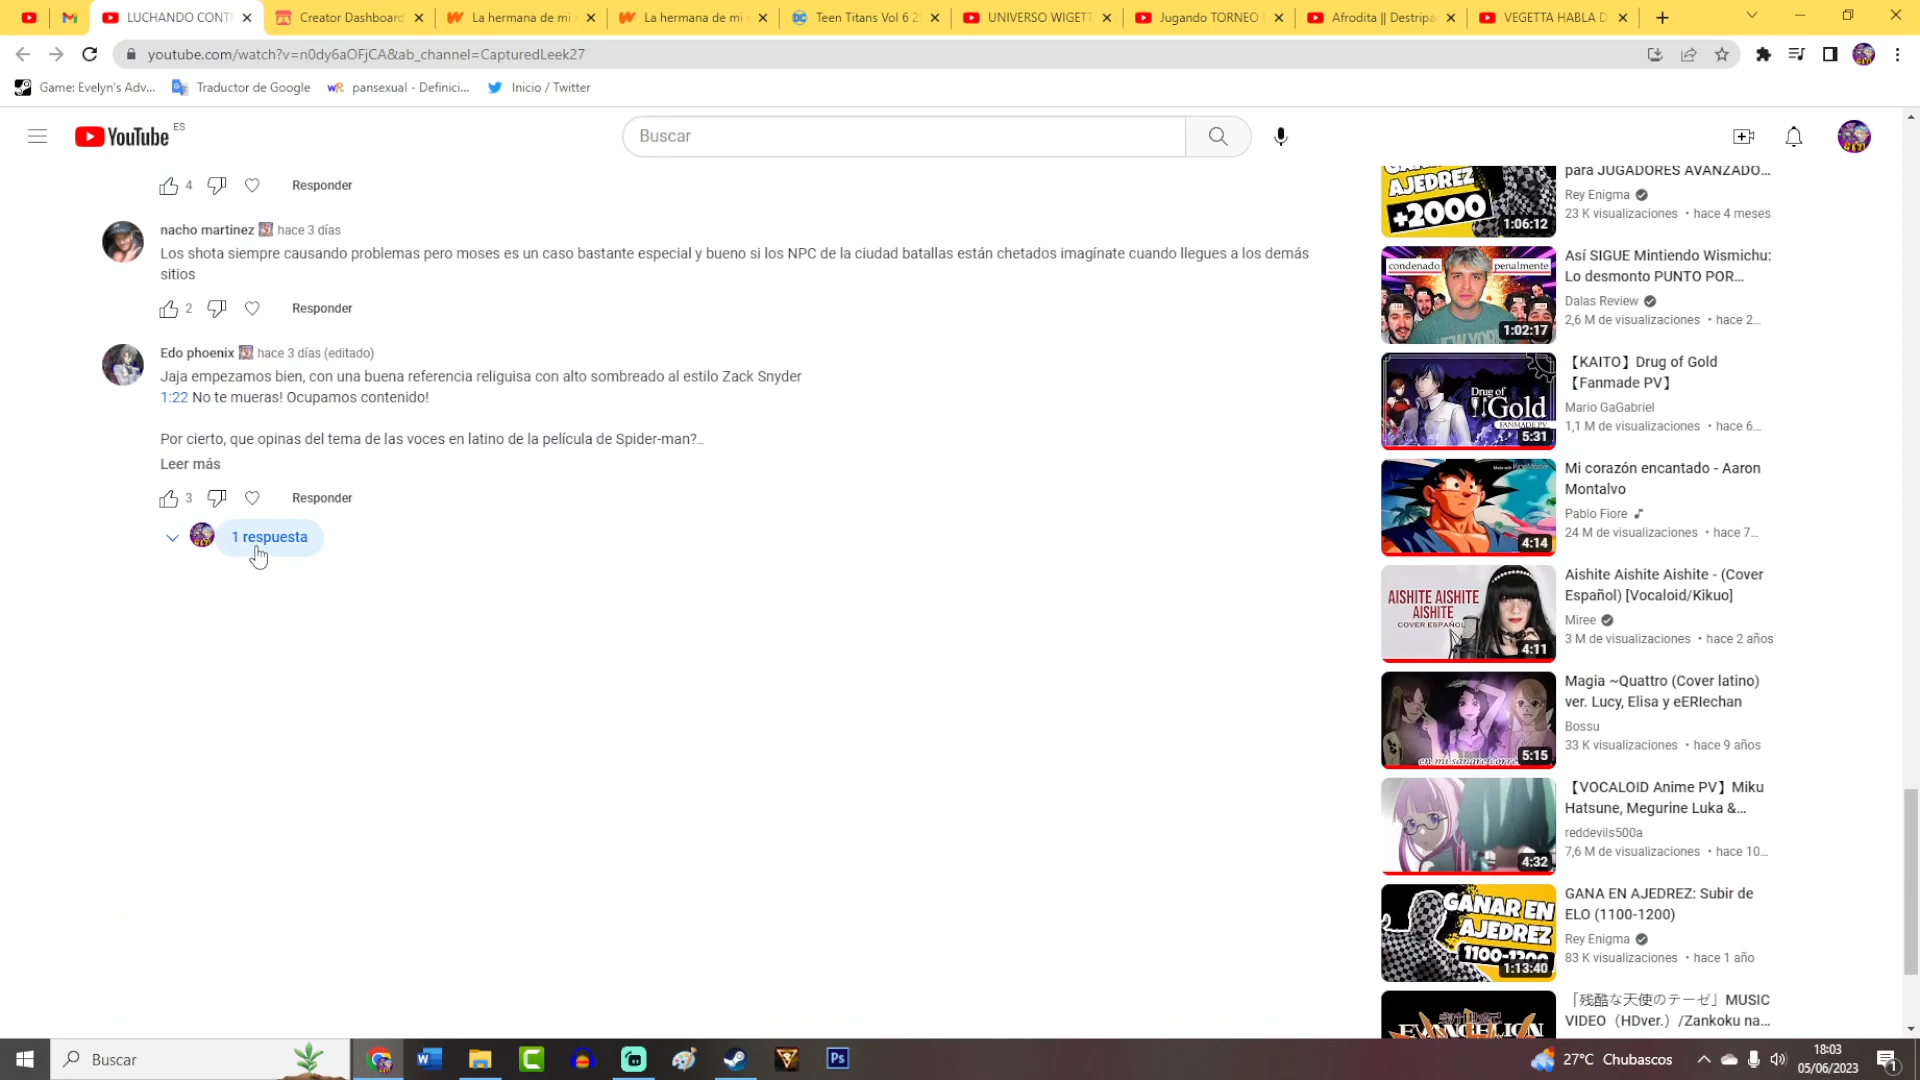 LUCHANDO CONT
Creator Dashboard
La hermana de mi
La hermana de mi
Teen Titans Vol 6 2
UNIVERSO WIGETT
Jugando TORNEO
Afrodita || Destripa
VEGETTA HABLA D
youtube.com/watch?v=n0dy6aOFjCA&ab_channel=CapturedLeek27
Game: Evelyn's Adv...
Traductor de Google
pansexual - Definici...
Inicio / Twitter
YouTube ES
Buscar
4 Responder
nacho martinez hace 3 días
Los shota siempre causando problemas pero moses es un caso bastante especial y bueno si los NPC de la ciudad batallas están chetados imagínate cuando llegues a los demás
sitios
2 Responder
Edo phoenix hace 3 días (editado)
Jaja empezamos bien, con una buena referencia religuisa con alto sombreado al estilo Zack Snyder
1:22 No te mueras! Ocupamos contenido!
Por cierto, que opinas del tema de las voces en latino de la película de Spider-man?...
Leer más
3 Responder
1 respuesta
AJEDREZ
+2000
1:06:12
para JUGADORES AVANZADO...
Rey Enigma
23 K visualizaciones • hace 4 meses
condenado penalmente
NEW YORK
1:02:17
Así SIGUE Mintiendo Wismichu:
Lo desmonto PUNTO POR...
Dalas Review
2,6 M de visualizaciones • hace 2...
Drug of
Gold
FANMADE PV
5:31
【KAITO】Drug of Gold
【Fanmade PV】
Mario GaGabriel
1,1 M de visualizaciones • hace 6...
4:14
Mi corazón encantado - Aaron
Montalvo
Pablo Fiore
24 M de visualizaciones • hace 7...
AISHITE AISHITE
AISHITE
COVER ESPAÑOL
4:11
Aishite Aishite Aishite - (Cover
Español) [Vocaloid/Kikuo]
Miree
3 M de visualizaciones • hace 2 años
en mi sangre corre
5:15
Magia ~Quattro (Cover latino)
ver. Lucy, Elisa y eERIechan
Bossu
33 K visualizaciones • hace 9 años
4:32
【VOCALOID Anime PV】Miku
Hatsune, Megurine Luka &...
reddevils500a
7,6 M de visualizaciones • hace 10...
GANAR EN
AJEDREZ
1100-1200
1:13:40
GANA EN AJEDREZ: Subir de
ELO (1100-1200)
Rey Enigma
83 K visualizaciones • hace 1 año
EVANGELION
「残酷な天使のテーゼ」MUSIC
VIDEO（HDver.）/Zankoku na...
Buscar
Ps
27°C Chubascos
18:03
05/06/2023
1